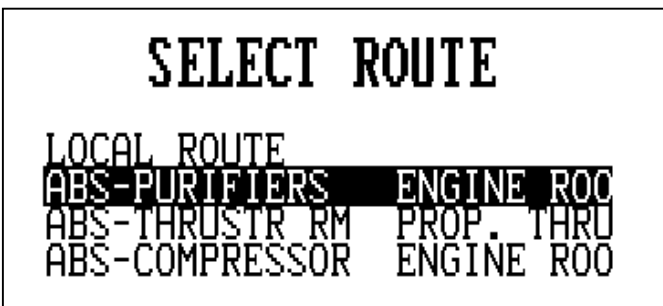 SELECT ROUTE
LOCAL ROUTE
ABS-PURIFIERS ENGINE ROO
ABS-THRUSTR RM PROP. THRU
ABS-COMPRESSOR ENGINE ROO